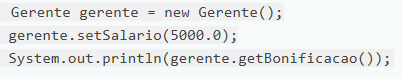 Gerente gerente = new Gerente();
gerente.setSalario(5000.0);
System.out.println(gerente.getBonificacao());